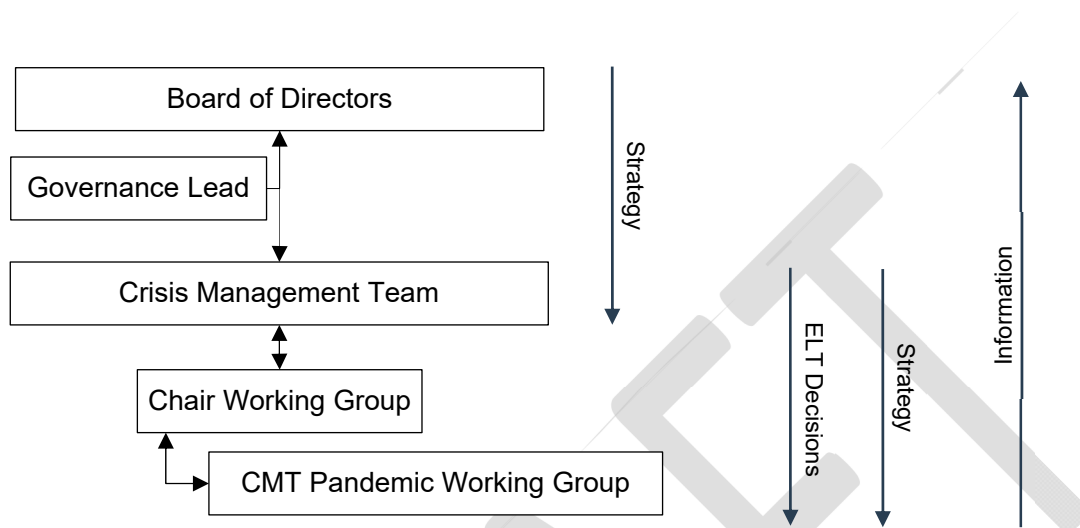 Board of Directors
Strategy
Governance Lead
Information
Crisis Management Team
ELT Decisions
Strategy
Chair Working Group
CMT Pandemic Working Group